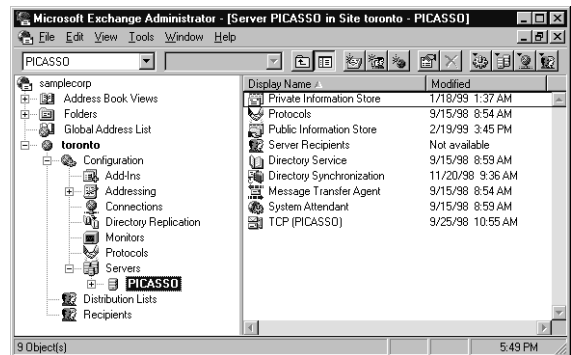 Microsoft Exchange Administrator - [Server PICASSO in Site toronto - PICASSO]
File Edit View Tools Window Help
PICASSO
samplecorp
Address Book Views
Folders
Global Address List
toronto
Configuration
Add-Ins
Addressing
Connections
Directory Replication
Monitors
Protocols
Servers
PICASSO
Distribution Lists
Recipients
Display Name Modified
Private Information Store 1/18/99 1:37 AM
Protocols 9/15/98 8:54 AM
Public Information Store 2/19/99 3:45 PM
Server Recipients Not available
Directory Service 9/15/98 8:59 AM
Directory Synchronization 11/20/98 9:36 AM
Message Transfer Agent 9/15/98 8:54 AM
System Attendant 9/15/98 8:59 AM
TCP (PICASSO) 9/25/98 10:55 AM
9 Object(s) 5:49 PM